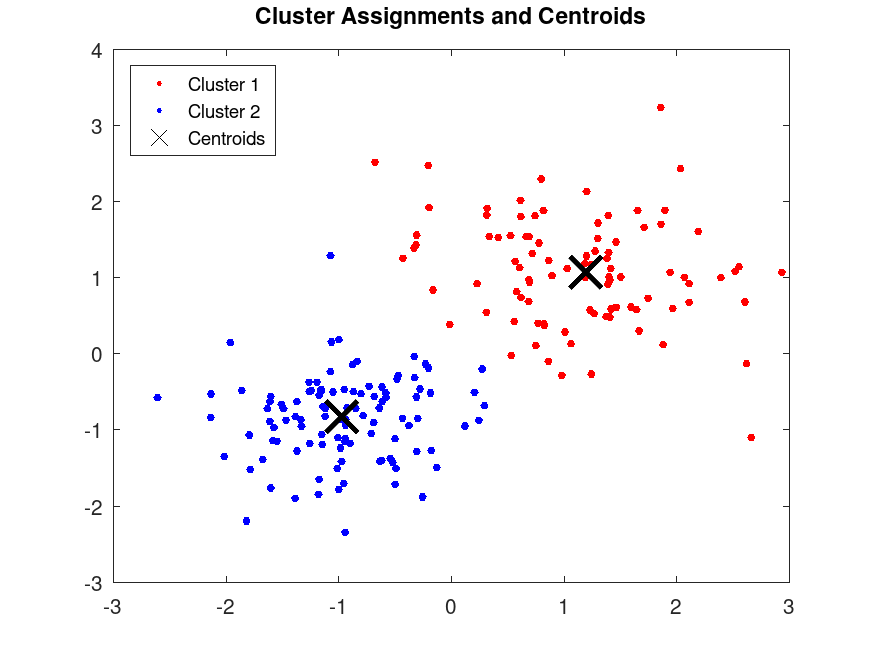 Cluster Assignments and Centroids
4
3
2
1
0
-1
-2
-3
Cluster 1
Cluster 2
Centroids
-3 -2 -1 0 1 2 3